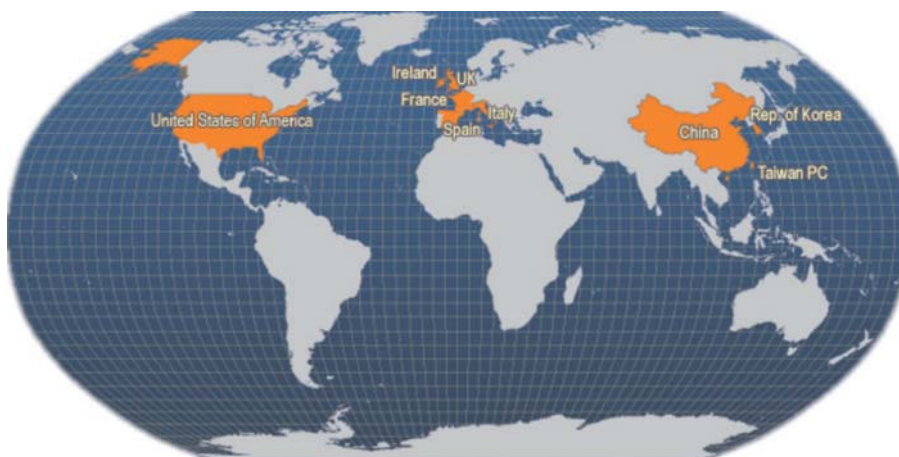 Ireland
UK
France
Italy
Spain
United States of America
Rep. of Korea
China
Taiwan PC